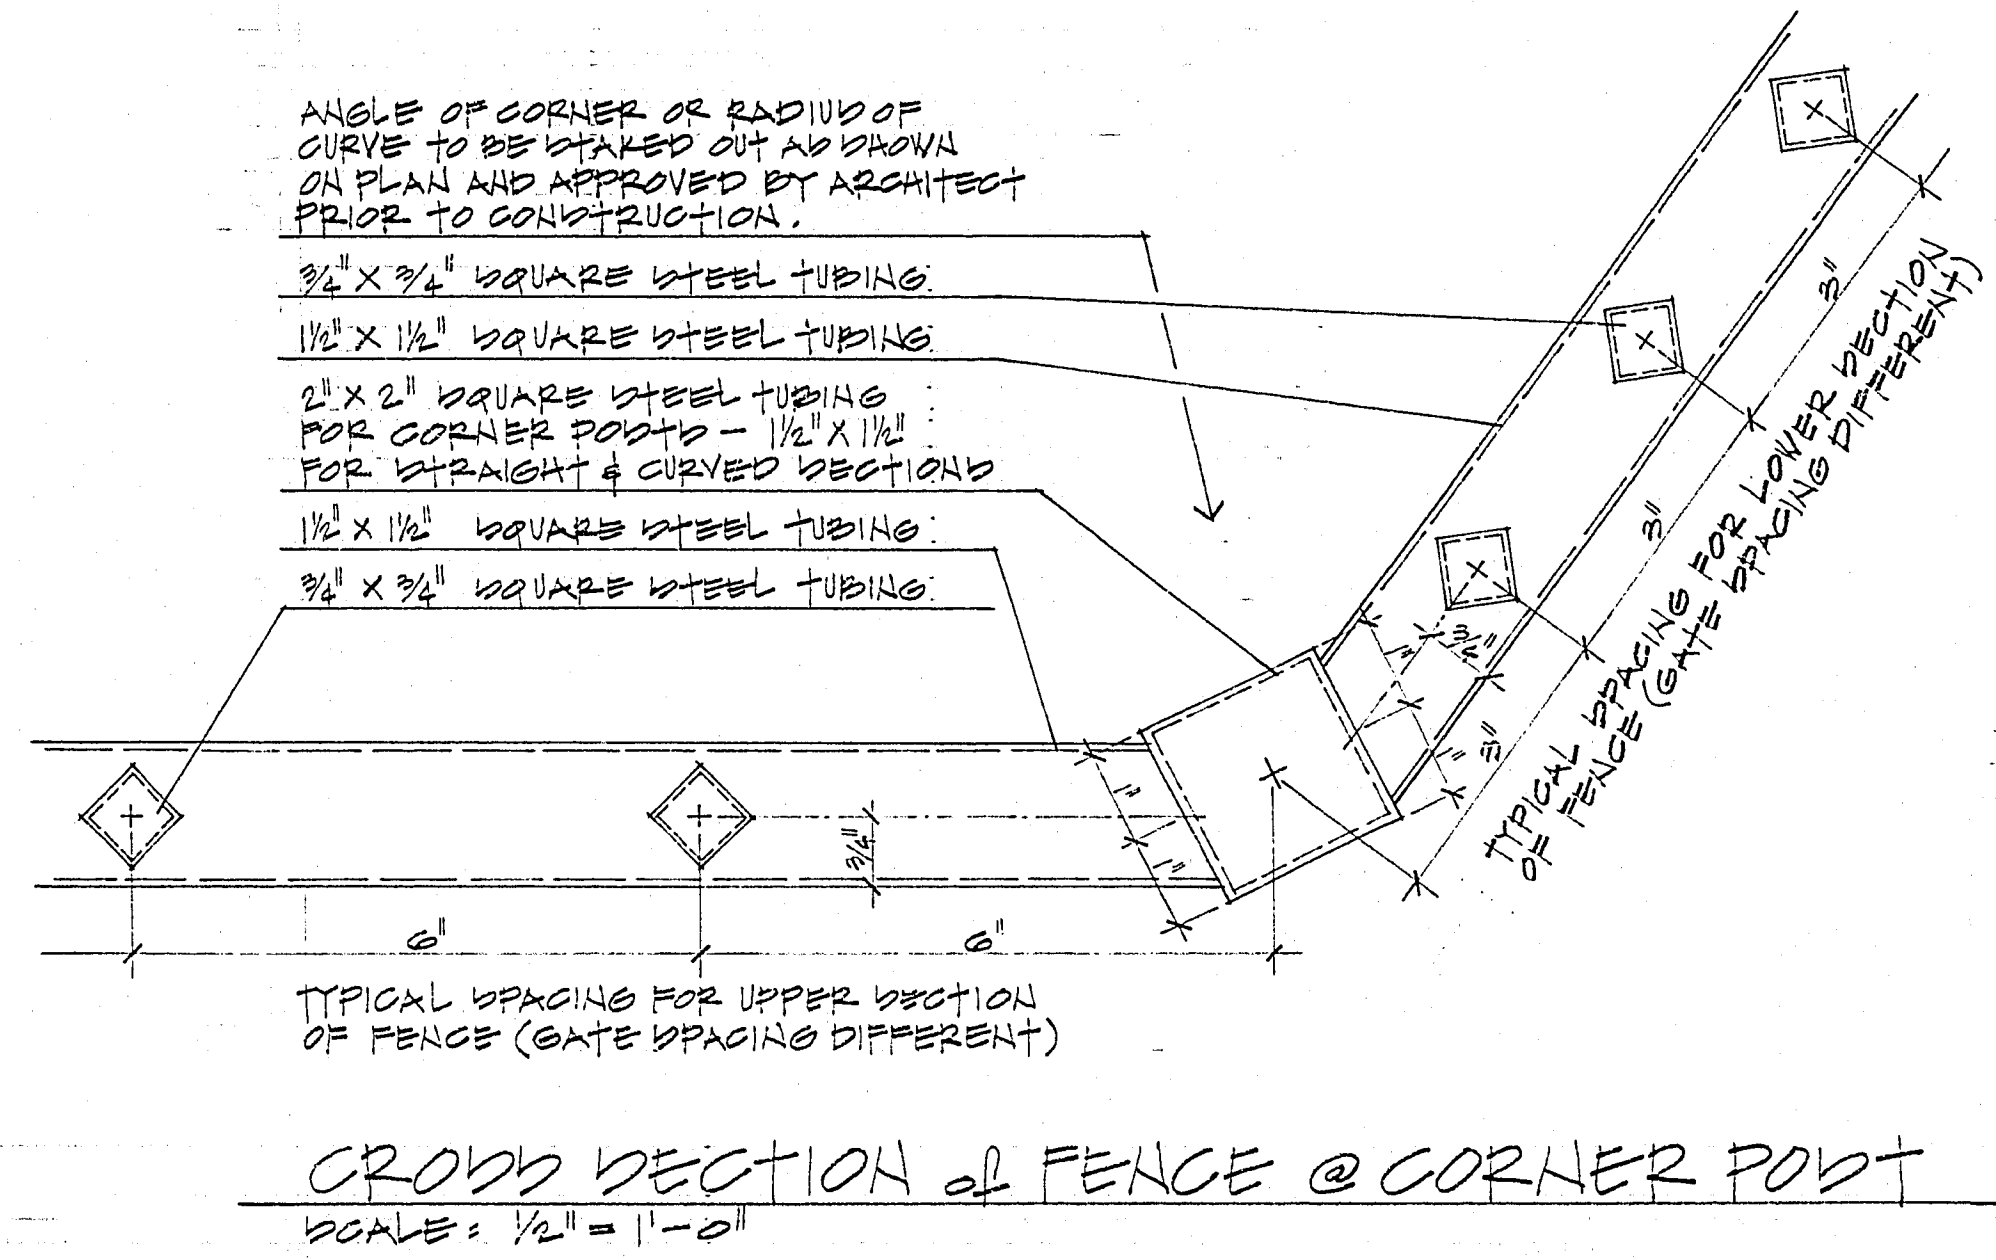 ANGLE OF CORNER OR RADIUS OF
CURVE TO BE STAKED OUT AS SHOWN
ON PLAN AND APPROVED BY ARCHITECT
PRIOR TO CONSTRUCTION.
3/4" X 3/4" SQUARE STEEL TUBING.
1 1/2" X 1 1/2" SQUARE STEEL TUBING.
2" X 2" SQUARE STEEL TUBING
FOR CORNER POSTS - 1 1/2" X 1 1/2"
FOR STRAIGHT & CURVED SECTIONS
1 1/2" X 1 1/2" SQUARE STEEL TUBING.
3/4" X 3/4" SQUARE STEEL TUBING.
3"
3"
3"
TYPICAL SPACING FOR LOWER SECTION
OF FENCE (GATE SPACING DIFFERENT)
1"
3/4"
1"
1"
1"
3/4"
6"
6"
TYPICAL SPACING FOR UPPER SECTION
OF FENCE (GATE SPACING DIFFERENT)
CROSS SECTION of FENCE @ CORNER POST
SCALE: 1/2" = 1'-0"